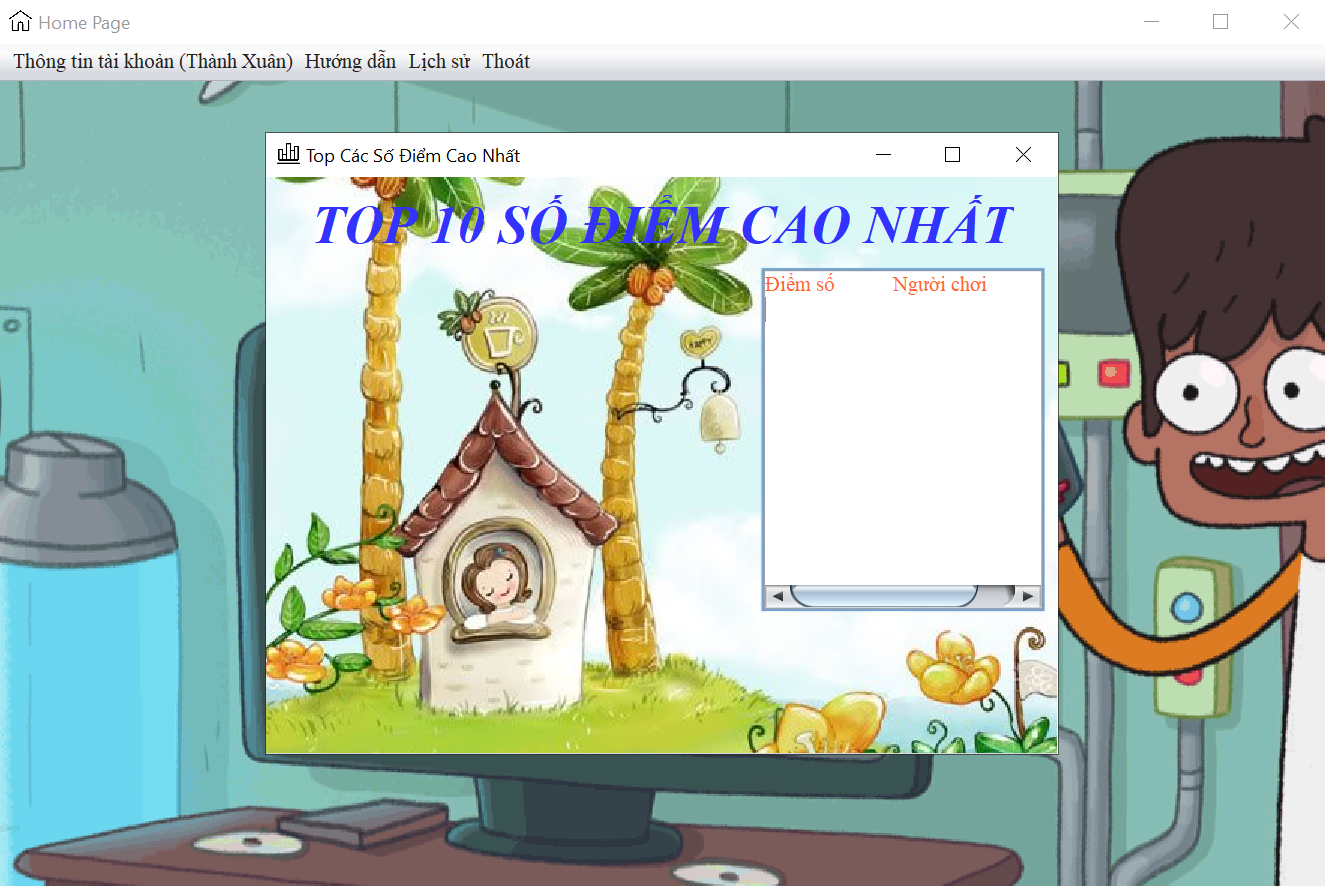 Home Page
Thông tin tài khoản (Thành Xuân) Hướng dẫn Lịch sử Thoát
Top Các Số Điểm Cao Nhất
TOP 10 SỐ ĐIỂM CAO NHẤT
Điểm số Người chơi
HAPPY